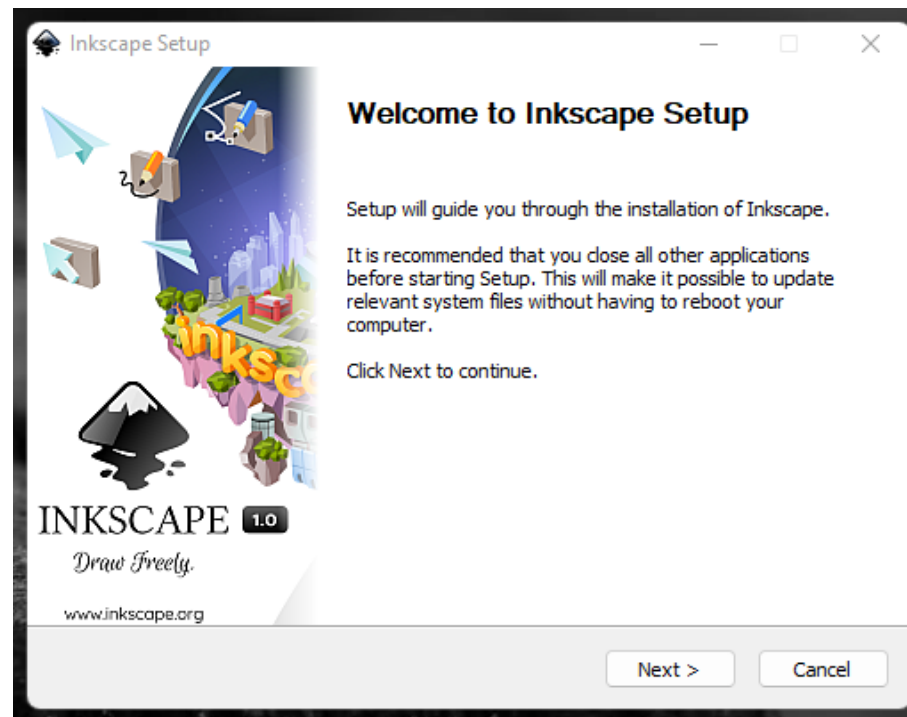 Inkscape Setup
Welcome to Inkscape Setup
Setup will guide you through the installation of Inkscape.
It is recommended that you close all other applications
before starting Setup. This will make it possible to update
relevant system files without having to reboot your
computer.
Click Next to continue.
inksc
INKSCAPE 1.0
Draw Freely.
www.inkscape.org
Next >
Cancel